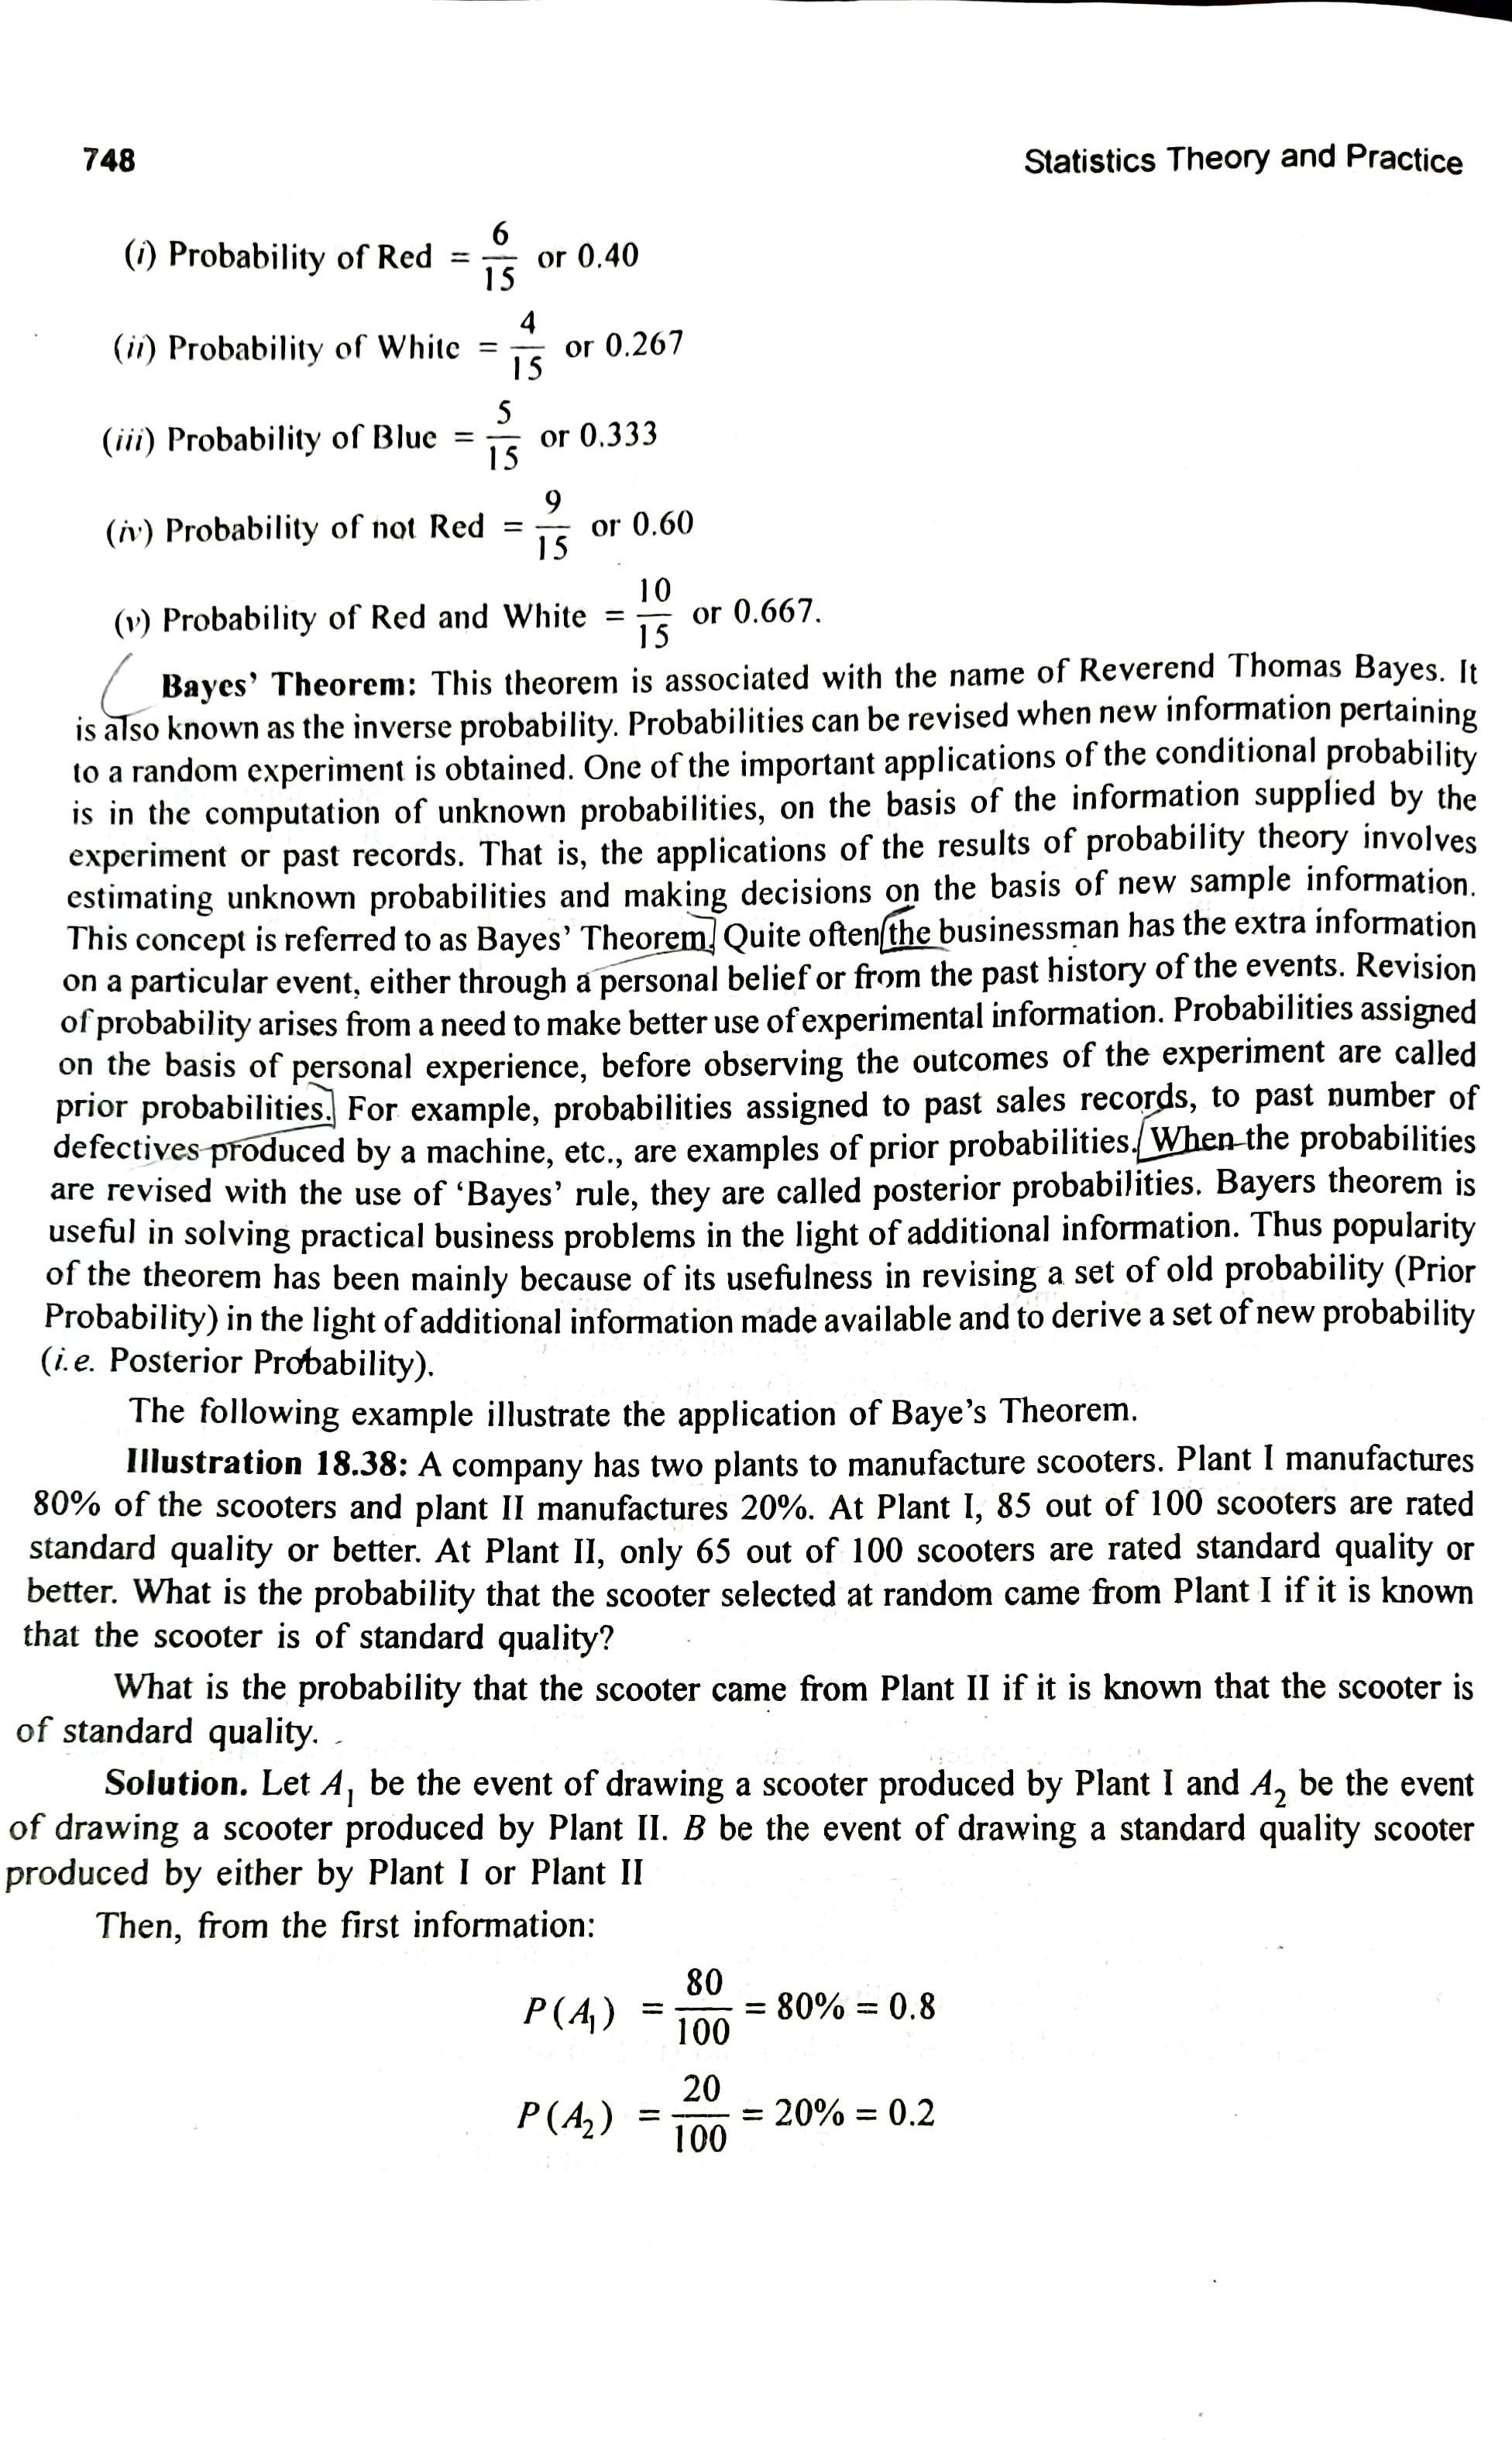 748 Statistics Theory and Practice
(i) Probability of Red = 6/15 or 0.40
(ii) Probability of White = 4/15 or 0.267
(iii) Probability of Blue = 5/15 or 0.333
(iv) Probability of not Red = 9/15 or 0.60
(v) Probability of Red and White = 10/15 or 0.667.
Bayes' Theorem: This theorem is associated with the name of Reverend Thomas Bayes. It
is also known as the inverse probability. Probabilities can be revised when new information pertaining
to a random experiment is obtained. One of the important applications of the conditional probability
is in the computation of unknown probabilities, on the basis of the information supplied by the
experiment or past records. That is, the applications of the results of probability theory involves
estimating unknown probabilities and making decisions on the basis of new sample information.
This concept is referred to as Bayes' Theorem. Quite often the businessman has the extra information
on a particular event, either through a personal belief or from the past history of the events. Revision
of probability arises from a need to make better use of experimental information. Probabilities assigned
on the basis of personal experience, before observing the outcomes of the experiment are called
prior probabilities. For example, probabilities assigned to past sales records, to past number of
defectives produced by a machine, etc., are examples of prior probabilities. When the probabilities
are revised with the use of 'Bayes' rule, they are called posterior probabilities. Bayers theorem is
useful in solving practical business problems in the light of additional information. Thus popularity
of the theorem has been mainly because of its usefulness in revising a set of old probability (Prior
Probability) in the light of additional information made available and to derive a set of new probability
(i.e. Posterior Probability).
The following example illustrate the application of Baye's Theorem.
Illustration 18.38: A company has two plants to manufacture scooters. Plant I manufactures
80% of the scooters and plant II manufactures 20%. At Plant I, 85 out of 100 scooters are rated
standard quality or better. At Plant II, only 65 out of 100 scooters are rated standard quality or
better. What is the probability that the scooter selected at random came from Plant I if it is known
that the scooter is of standard quality?
What is the probability that the scooter came from Plant II if it is known that the scooter is
of standard quality.
Solution. Let A₁ be the event of drawing a scooter produced by Plant I and A₂ be the event
of drawing a scooter produced by Plant II. B be the event of drawing a standard quality scooter
produced by either by Plant I or Plant II
Then, from the first information:
P(A₁) = 80/100 = 80% = 0.8
P(A₂) = 20/100 = 20% = 0.2